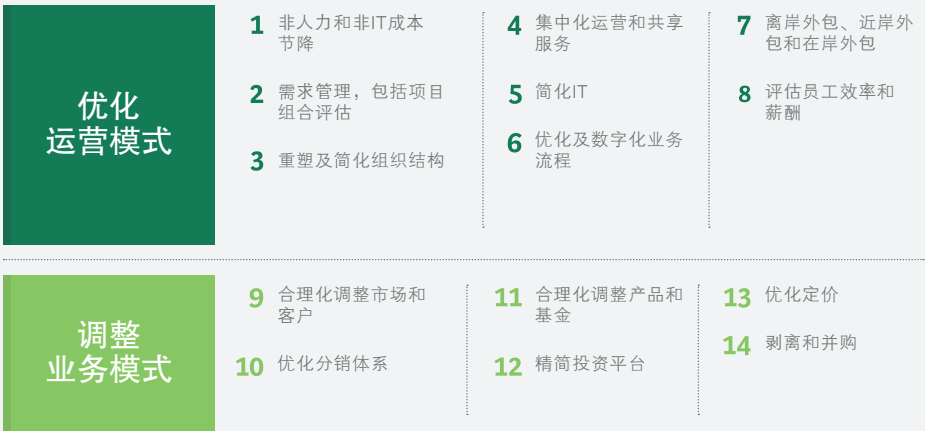 优化
运营模式
1 非人力和非IT成本
节降
2 需求管理，包括项目
组合评估
3 重塑及简化组织结构
4 集中化运营和共享
服务
5 简化IT
6 优化及数字化业务
流程
7 离岸外包、近岸外
包和在岸外包
8 评估员工效率和
薪酬
调整
业务模式
9 合理化调整市场和
客户
10 优化分销体系
11 合理化调整产品和
基金
12 精简投资平台
13 优化定价
14 剥离和并购